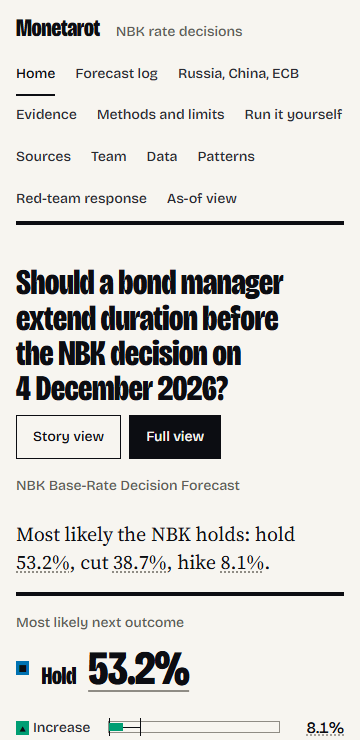 Monetarot NBK rate decisions
Home Forecast log Russia, China, ECB
Evidence Methods and limits Run it yourself
Sources Team Data Patterns
Red-team response As-of view
Should a bond manager
extend duration before
the NBK decision on
4 December 2026?
Story view Full view
NBK Base-Rate Decision Forecast
Most likely the NBK holds: hold
53.2%, cut 38.7%, hike 8.1%.
Most likely next outcome
Hold 53.2%
Increase 8.1%